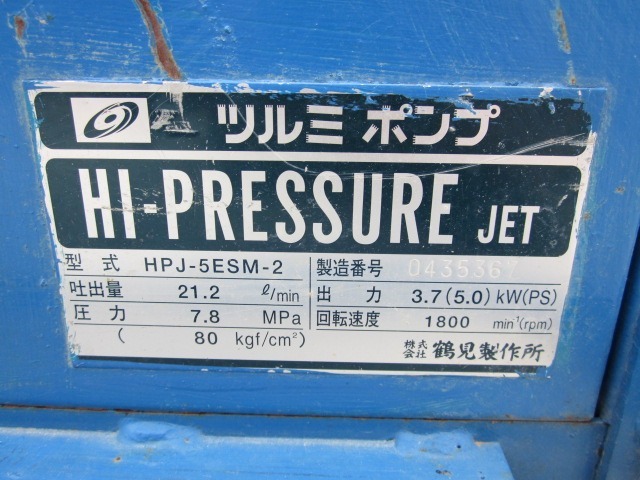 ツルミポンプ
HI-PRESSURE JET
型式 HPJ-5ESM-2 製造番号
吐出量 21.2 ℓ/min 出力 3.7(5.0) kW(PS)
圧力 7.8 MPa 回転速度 1800 min⁻¹(rpm)
( 80 kgf/cm²)
株式会社 鶴見製作所